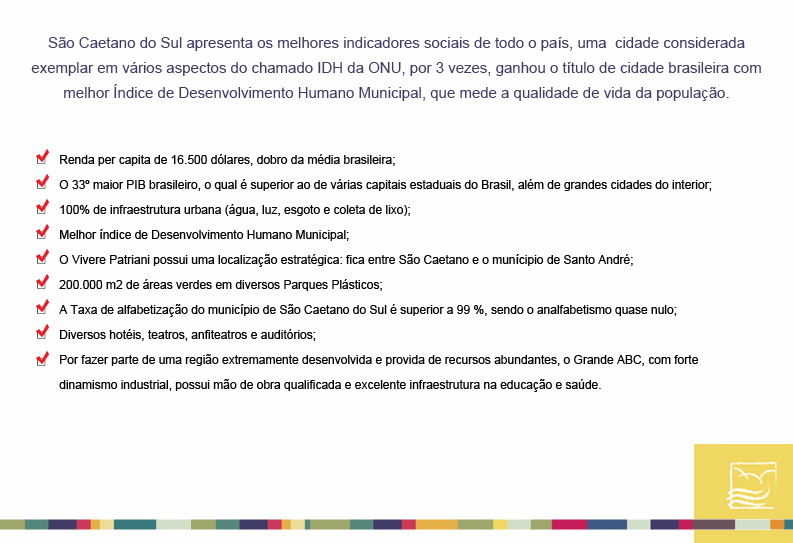 São Caetano do Sul apresenta os melhores indicadores sociais de todo o país, uma  cidade considerada
exemplar em vários aspectos do chamado IDH da ONU, por 3 vezes, ganhou o título de cidade brasileira com
melhor Índice de Desenvolvimento Humano Municipal, que mede a qualidade de vida da população.
Renda per capita de 16.500 dólares, dobro da média brasileira;
O 33º maior PIB brasileiro, o qual é superior ao de várias capitais estaduais do Brasil, além de grandes cidades do interior;
100% de infraestrutura urbana (água, luz, esgoto e coleta de lixo);
Melhor índice de Desenvolvimento Humano Municipal;
O Vivere Patriani possui uma localização estratégica: fica entre São Caetano e o munícipio de Santo André;
200.000 m2 de áreas verdes em diversos Parques Plásticos;
A Taxa de alfabetização do município de São Caetano do Sul é superior a 99 %, sendo o analfabetismo quase nulo;
Diversos hotéis, teatros, anfiteatros e auditórios;
Por fazer parte de uma região extremamente desenvolvida e provida de recursos abundantes, o Grande ABC, com forte
dinamismo industrial, possui mão de obra qualificada e excelente infraestrutura na educação e saúde.